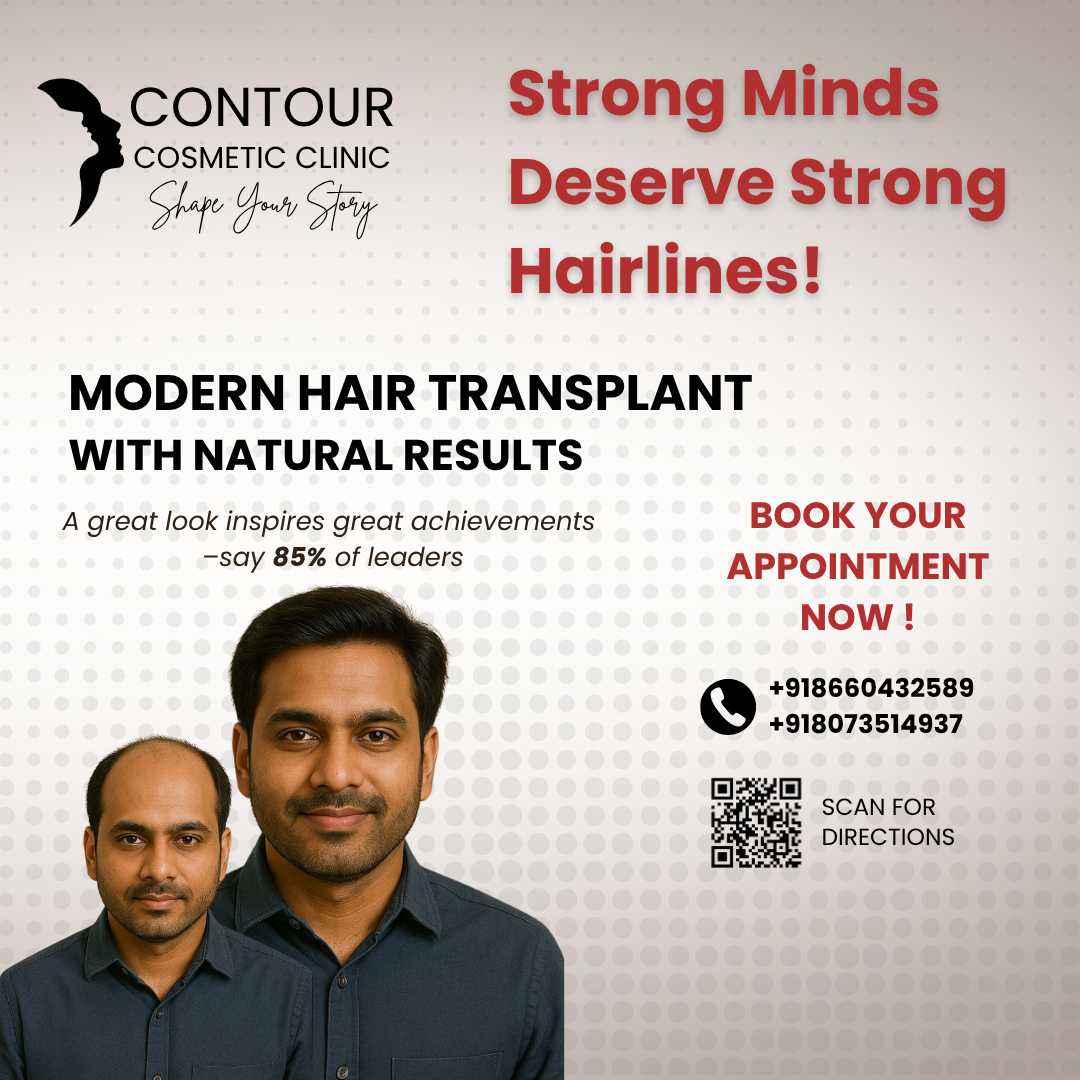 CONTOUR
COSMETIC CLINIC
Shape Your Story
Strong Minds
Deserve Strong
Hairlines!
MODERN HAIR TRANSPLANT
WITH NATURAL RESULTS
A great look inspires great achievements
–say 85% of leaders
BOOK YOUR
APPOINTMENT
NOW !
+918660432589
+918073514937
SCAN FOR
DIRECTIONS